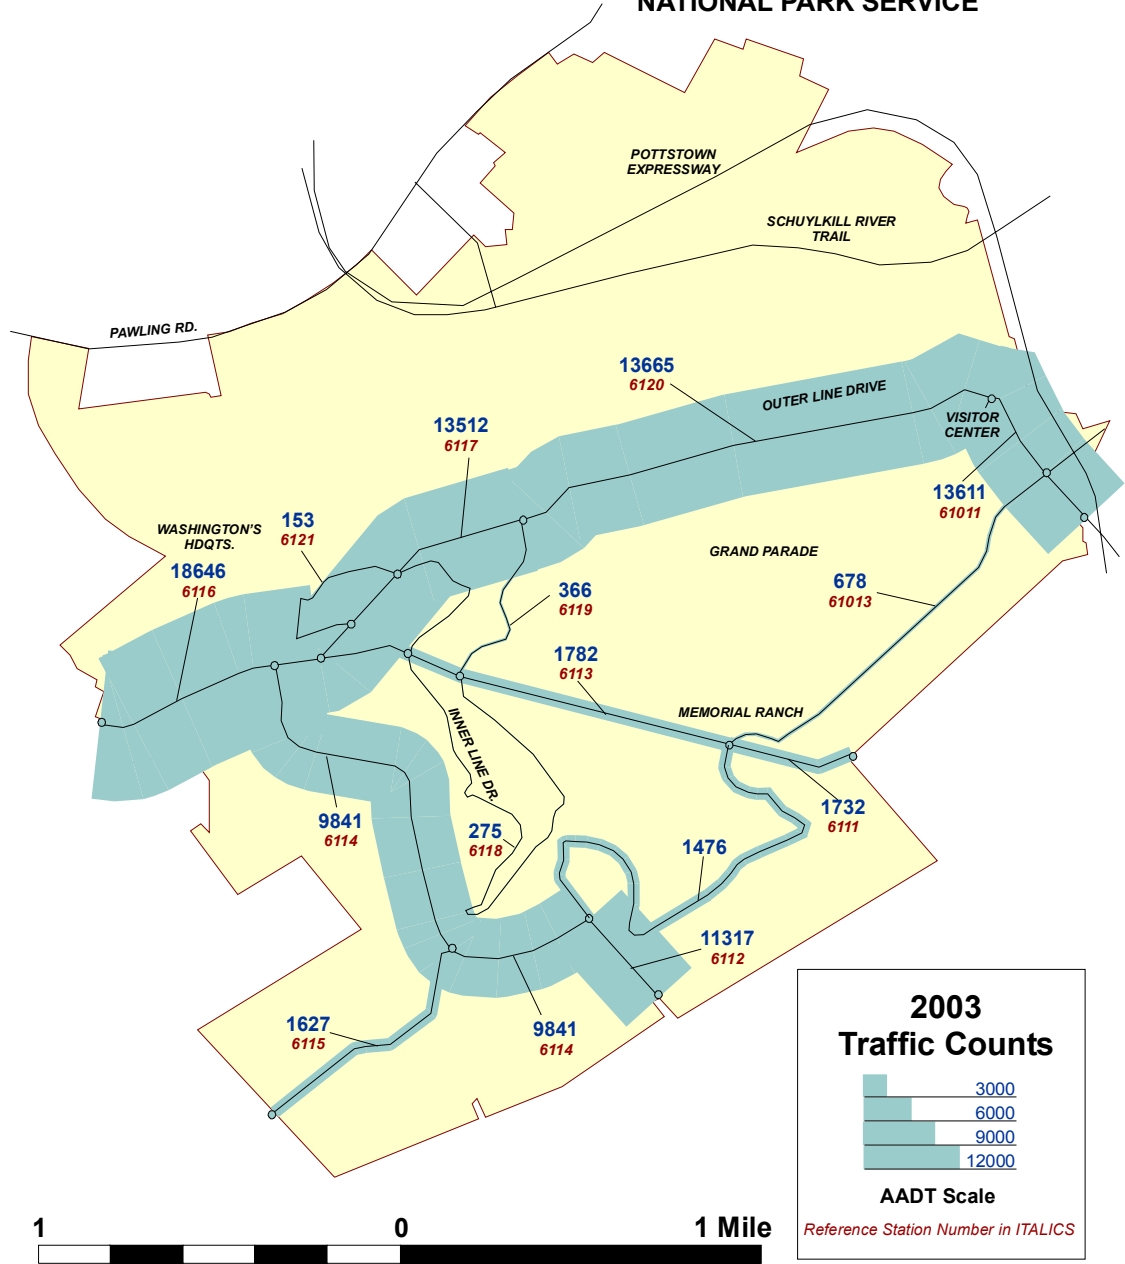 NATIONAL PARK SERVICE
POTTSTOWN
EXPRESSWAY
SCHUYLKILL RIVER
TRAIL
PAWLING RD.
13665
6120
OUTER LINE DRIVE
VISITOR
CENTER
13512
6117
13611
61011
153
6121
WASHINGTON'S
HDQTS.
18646
6116
GRAND PARADE
366
6119
678
61013
1782
6113
MEMORIAL RANCH
INNER LINE DR.
9841
6114
275
6118
1732
6111
1476
11317
6112
1627
6115
9841
6114
2003
Traffic Counts
3000
6000
9000
12000
AADT Scale
Reference Station Number in ITALICS
1 0 1 Mile